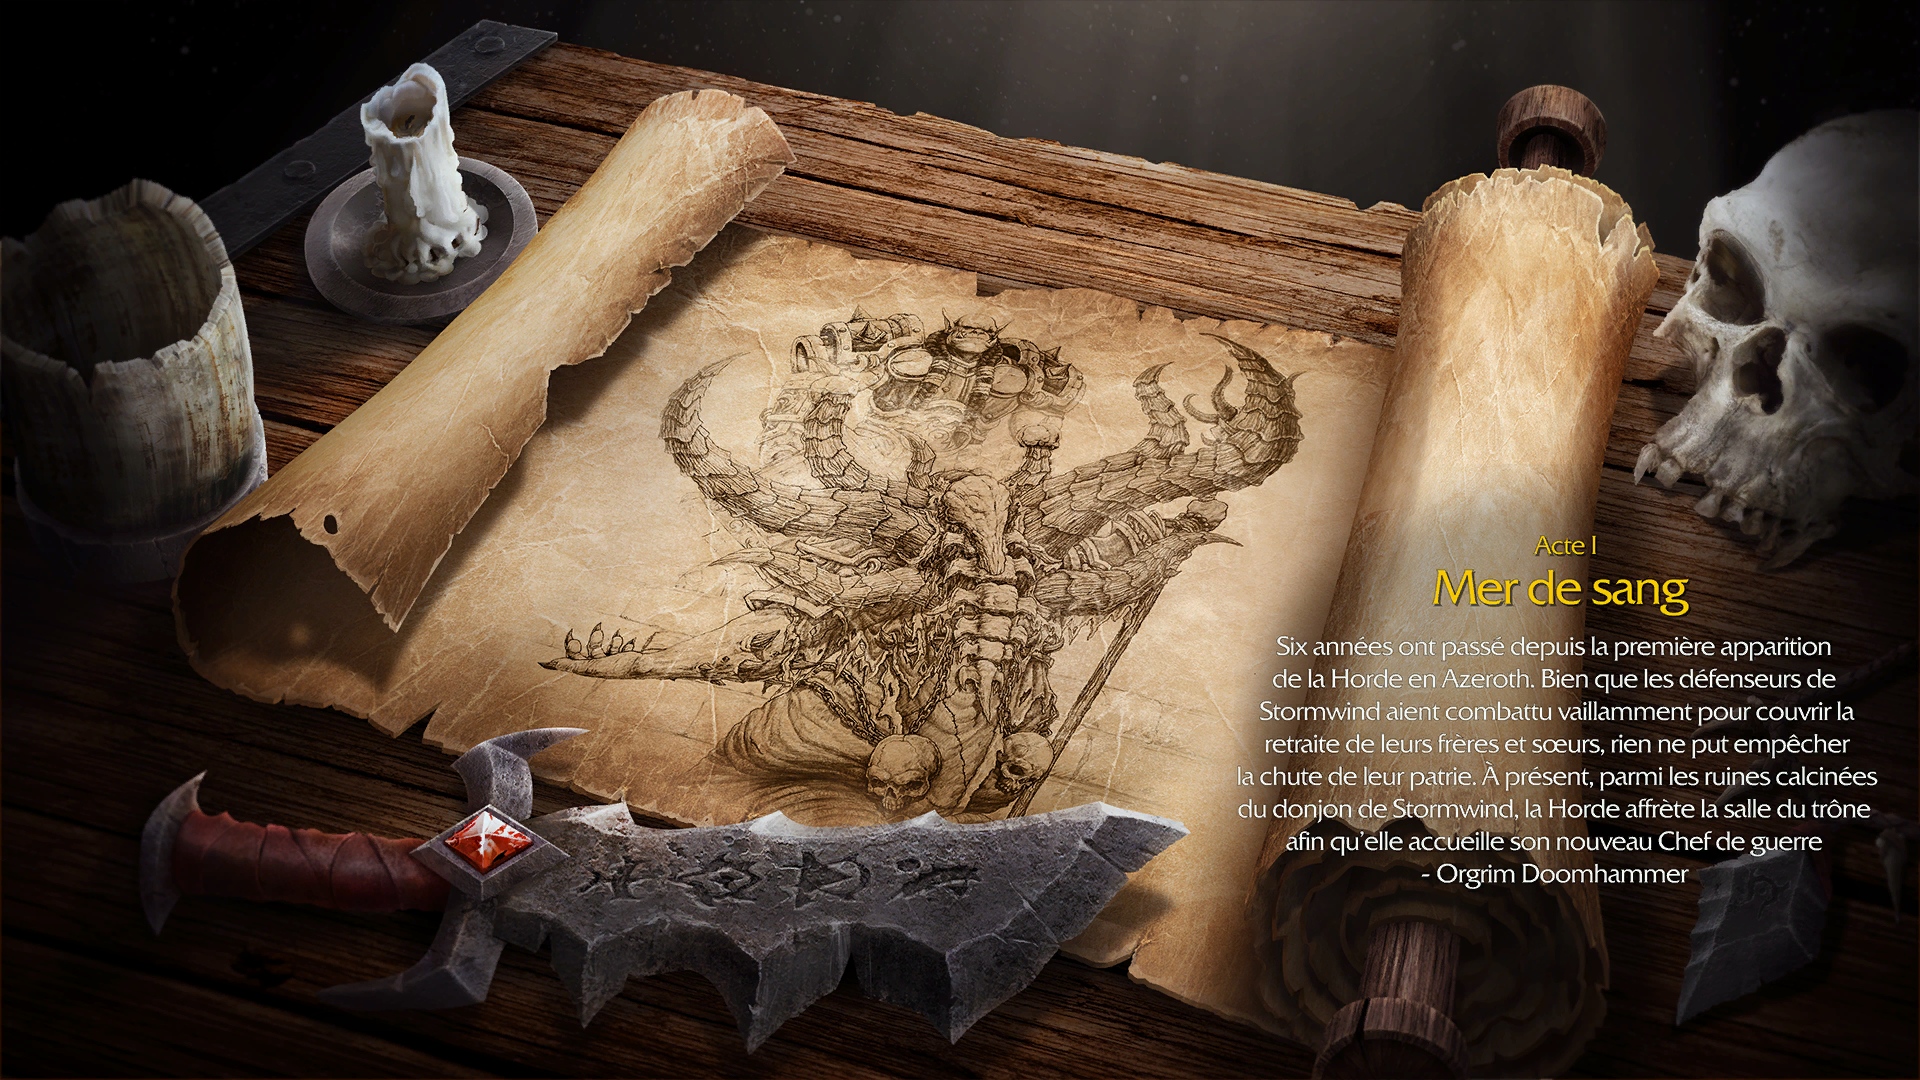 Acte I
Mer de sang
Six années ont passé depuis la première apparition
de la Horde en Azeroth. Bien que les défenseurs de
Stormwind aient combattu vaillamment pour couvrir la
retraite de leurs frères et sœurs, rien ne put empêcher
la chute de leur patrie. À présent, parmi les ruines calcinées
du donjon de Stormwind, la Horde affrète la salle du trône
afin qu'elle accueille son nouveau Chef de guerre
- Orgrim Doomhammer